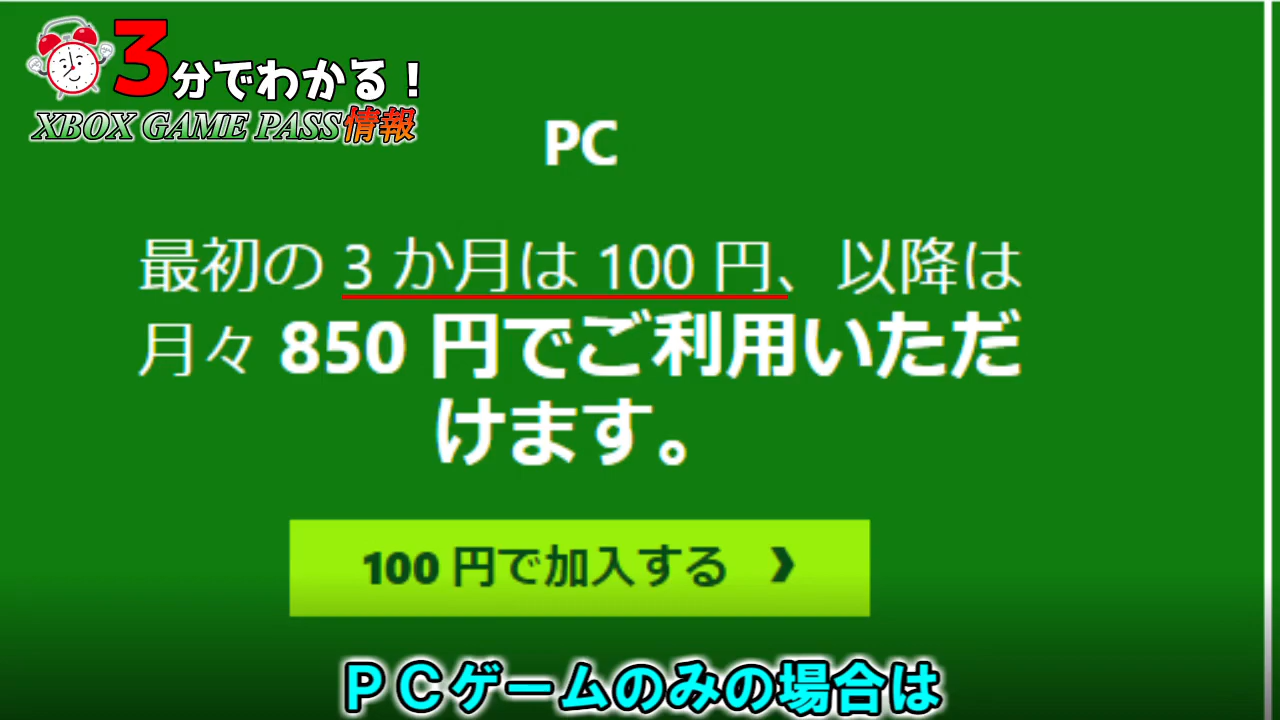 3分でわかる！
XBOX GAME PASS情報
PC
最初の 3 か月は 100 円、以降は
月々 850 円でご利用いただ
けます。
100 円で加入する ❯
ＰＣゲームのみの場合は